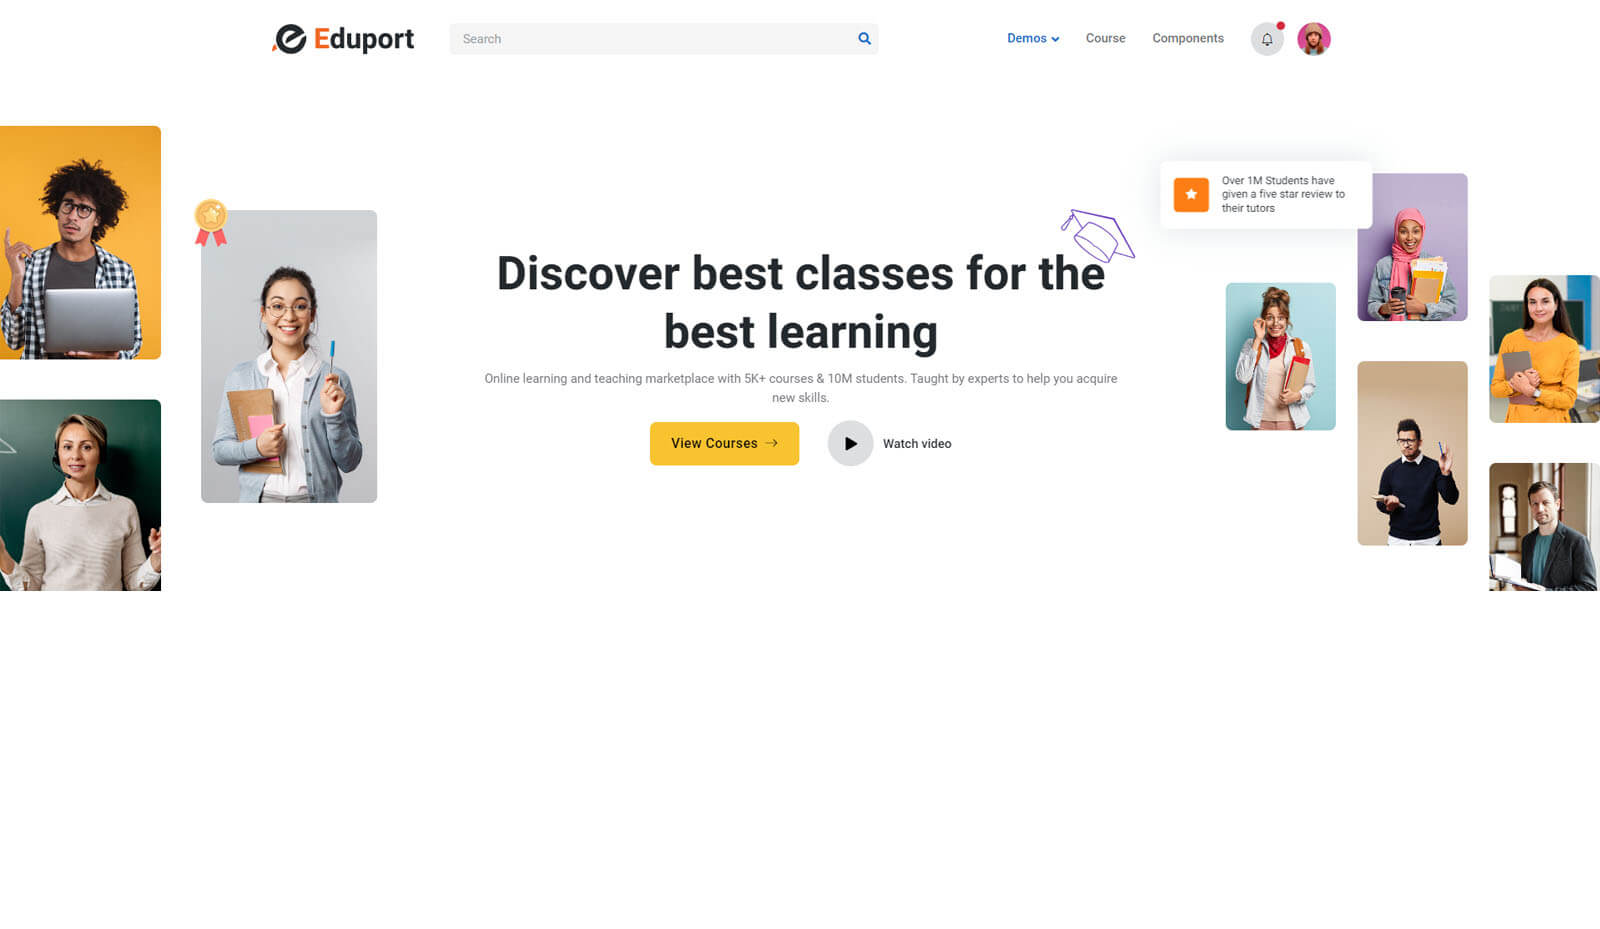 Eduport
Search
Demos
Course
Components
Over 1M Students have
given a five star review to
their tutors
Discover best classes for the
best learning
Online learning and teaching marketplace with 5K+ courses & 10M students. Taught by experts to help you acquire
new skills.
View Courses
Watch video